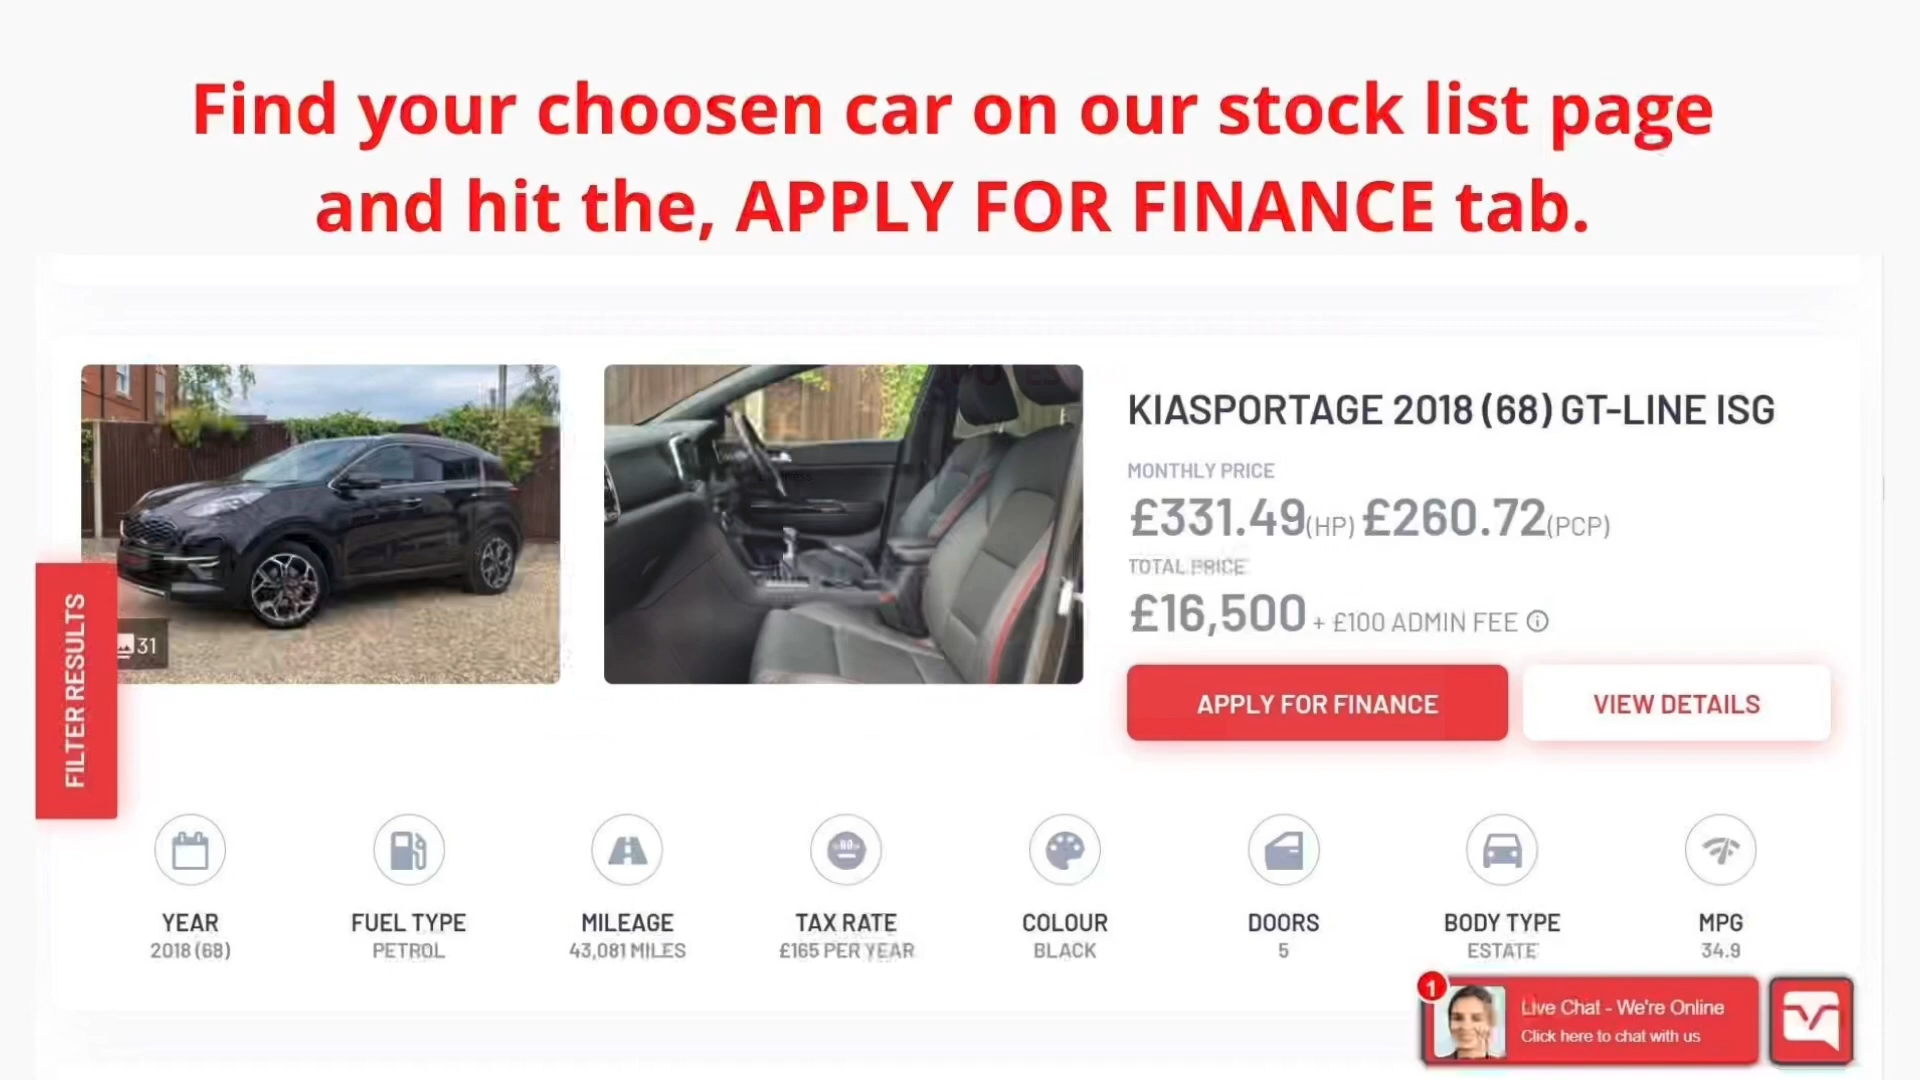 Find your choosen car on our stock list page
and hit the, APPLY FOR FINANCE tab.
KIASPORTAGE 2018 (68) GT-LINE ISG
MONTHLY PRICE
£331.49(HP) £260.72(PCP)
TOTAL PRICE
£16,500 + £100 ADMIN FEE
31
FILTER RESULTS
APPLY FOR FINANCE VIEW DETAILS
YEAR FUEL TYPE MILEAGE TAX RATE COLOUR DOORS BODY TYPE MPG
2018 (68) PETROL 43,081 MILES £165 PER YEAR BLACK 5 ESTATE 34.9
1
Live Chat - We're Online
Click here to chat with us